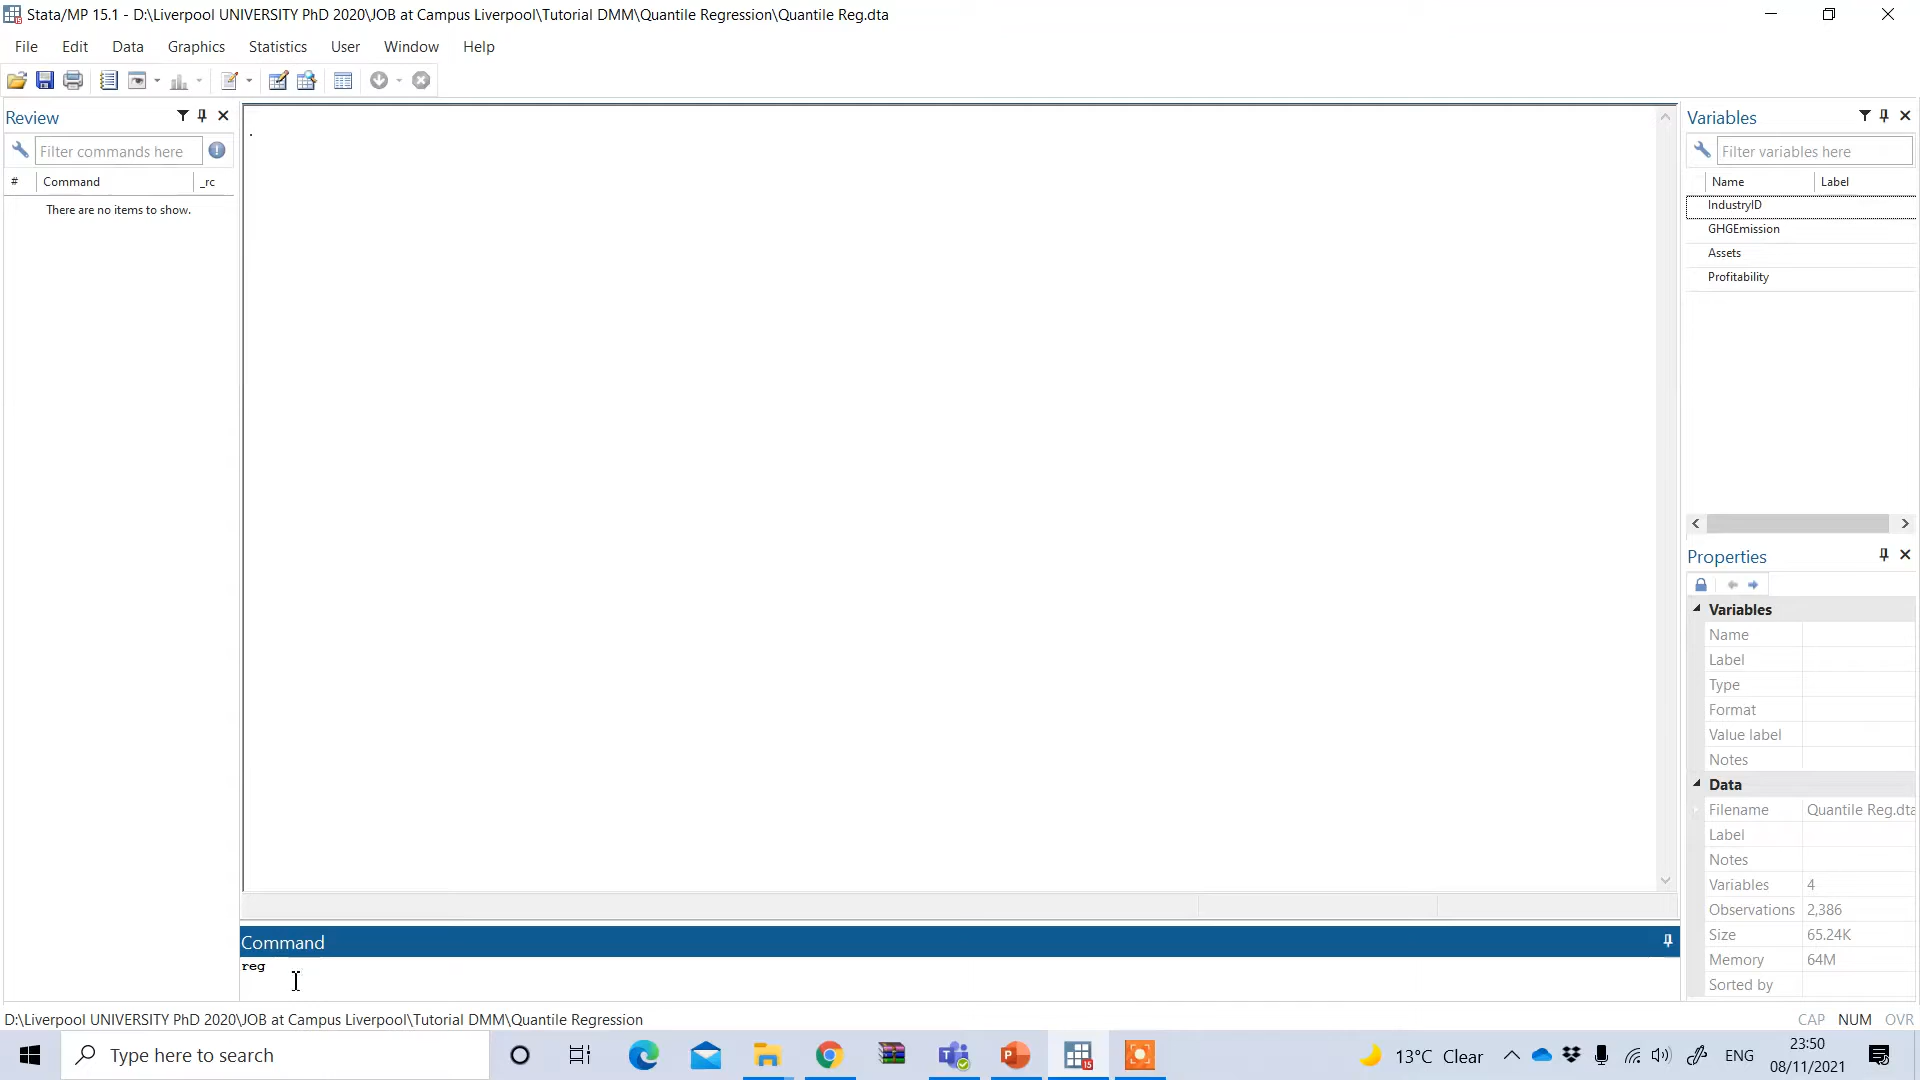 Stata/MP 15.1 - D:\Liverpool UNIVERSITY PhD 2020\JOB at Campus Liverpool\Tutorial DMM\Quantile Regression\Quantile Reg.dta
File Edit Data Graphics Statistics User Window Help
Review
Filter commands here
# Command _rc
There are no items to show.
.
Variables
Filter variables here
Name Label
IndustryID
GHGEmission
Assets
Profitability
Properties
Variables
Name
Label
Type
Format
Value label
Notes
Data
Filename Quantile Reg.dta
Label
Notes
Variables 4
Observations 2,386
Size 65.24K
Memory 64M
Sorted by
Command
reg
D:\Liverpool UNIVERSITY PhD 2020\JOB at Campus Liverpool\Tutorial DMM\Quantile Regression
CAP NUM OVR
Type here to search
13°C Clear
ENG
23:50
08/11/2021